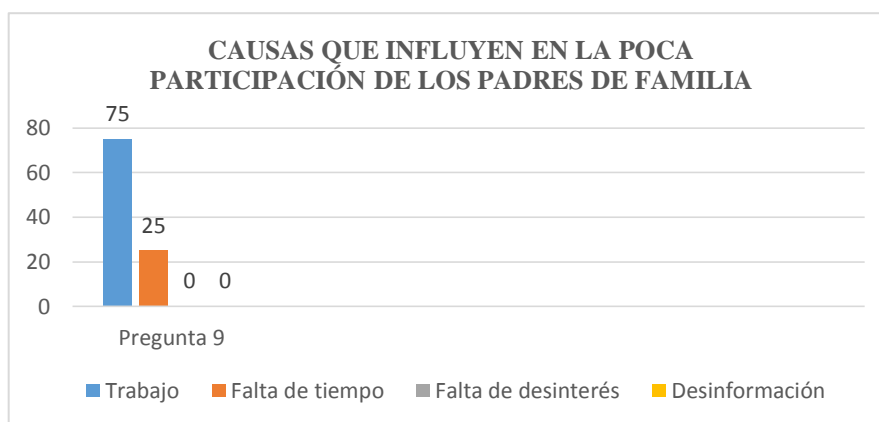 CAUSAS QUE INFLUYEN EN LA POCA
PARTICIPACIÓN DE LOS PADRES DE FAMILIA
75
80
60
40
25
20
0 0
0
Pregunta 9
Trabajo Falta de tiempo Falta de desinterés Desinformación